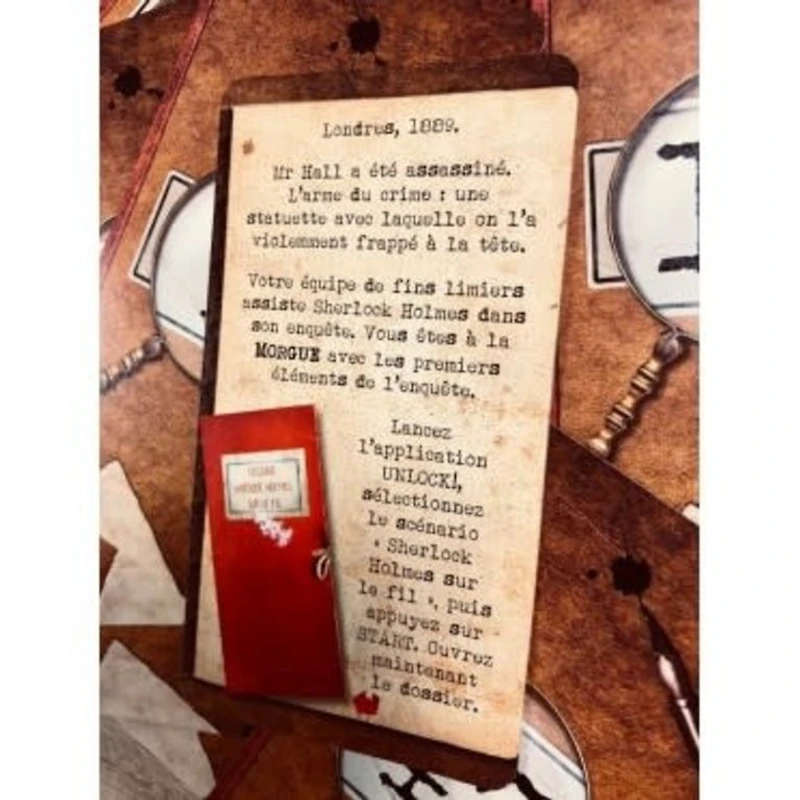 Londres, 1889.
Mr Hall a été assassiné.
L'arme du crime : une
statuette avec laquelle on l'a
violemment frappé à la tête.
Votre équipe de fins limiers
assiste Sherlock Holmes dans
son enquête. Vous êtes à la
MORGUE avec les premiers
éléments de l'enquête.
Lancez
l'application
UNLOCK!,
sélectionnez
le scénario
" Sherlock
Holmes sur
le fil ", puis
appuyez sur
START. Ouvrez
maintenant
le dossier.